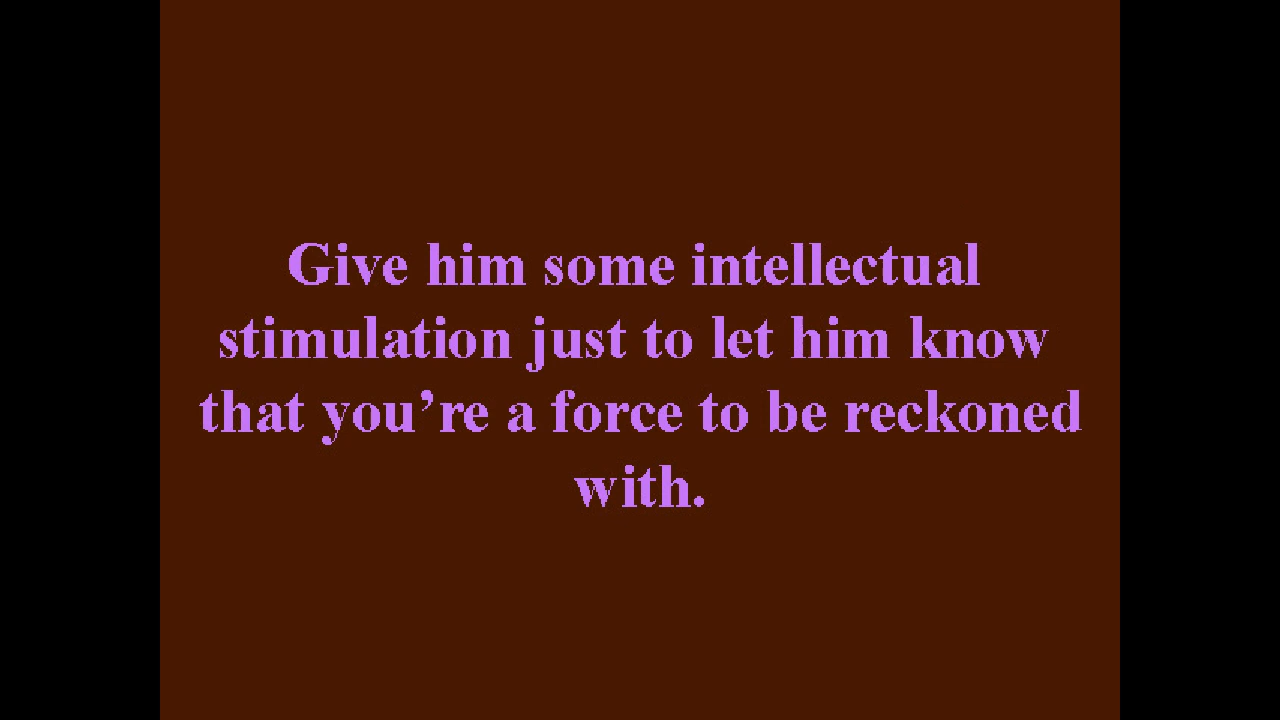 Give him some intellectual
stimulation just to let him know
that you’re a force to be reckoned
with.